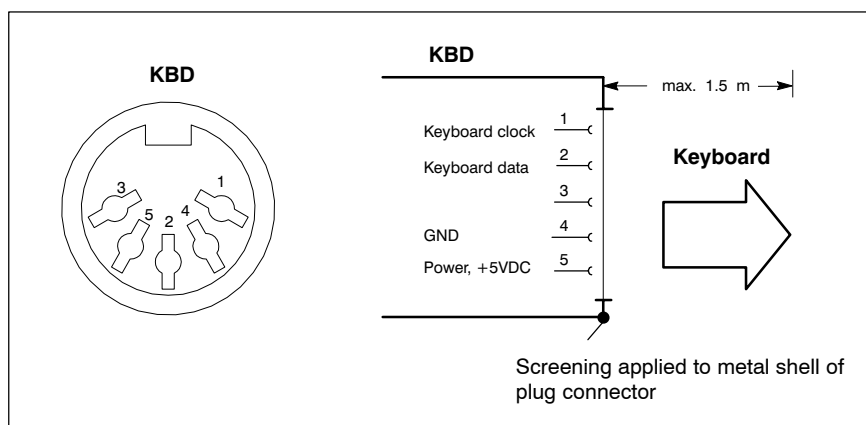 KBD
3
5
2
4
1
KBD
max. 1.5 m
Keyboard clock 1
Keyboard data 2
3
GND 4
Power, +5VDC 5
Keyboard
Screening applied to metal shell of
plug connector